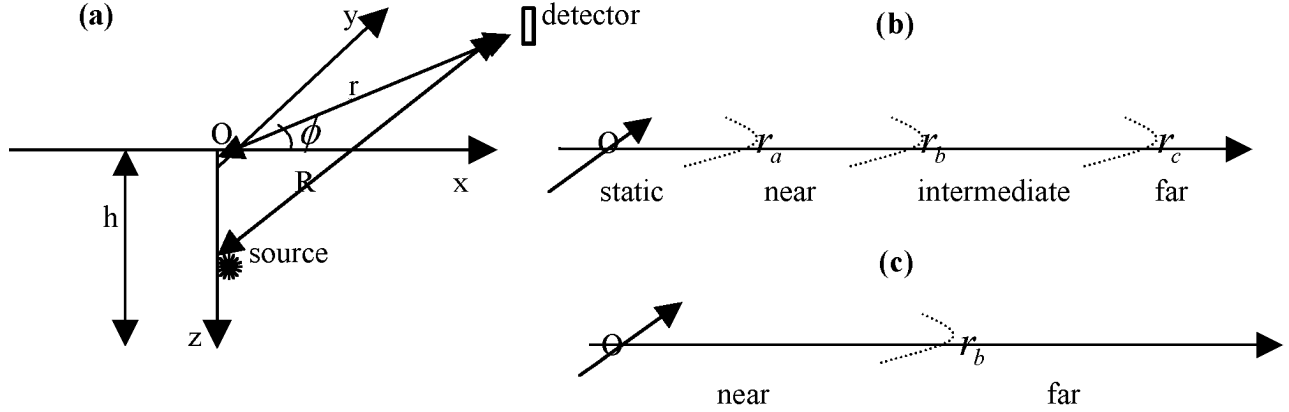 (a)
y
detector
r
O
ϕ
R
x
h
source
z
(b)
O
r_a
r_b
r_c
static near intermediate far
(c)
O
r_b
near far